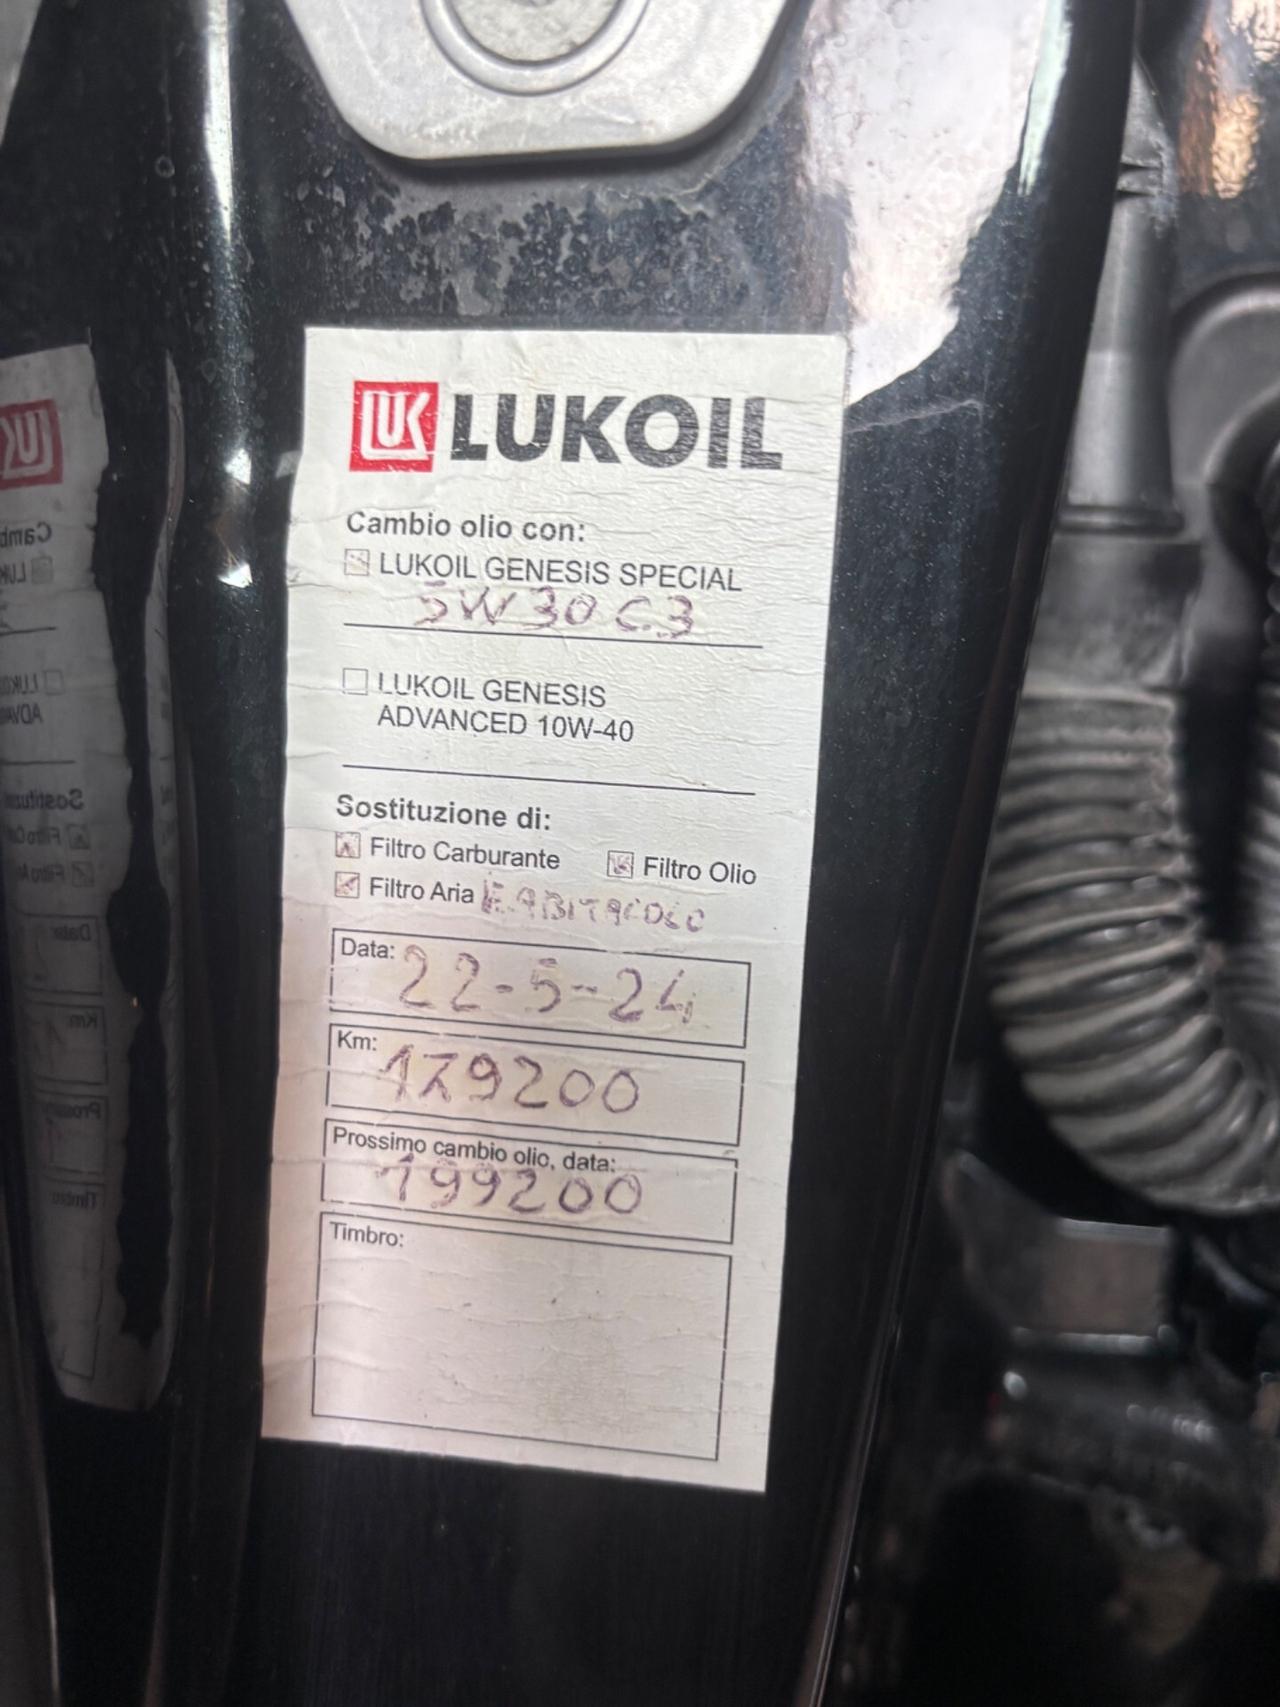 LUKOIL
Cambio olio con:
LUKOIL GENESIS SPECIAL
5W30 C3
LUKOIL GENESIS
ADVANCED 10W-40
Sostituzione di:
Filtro Carburante Filtro Olio
Filtro Aria E ABITACOLO
Data: 22-5-24
Km: 179200
Prossimo cambio olio, data:
199200
Timbro: